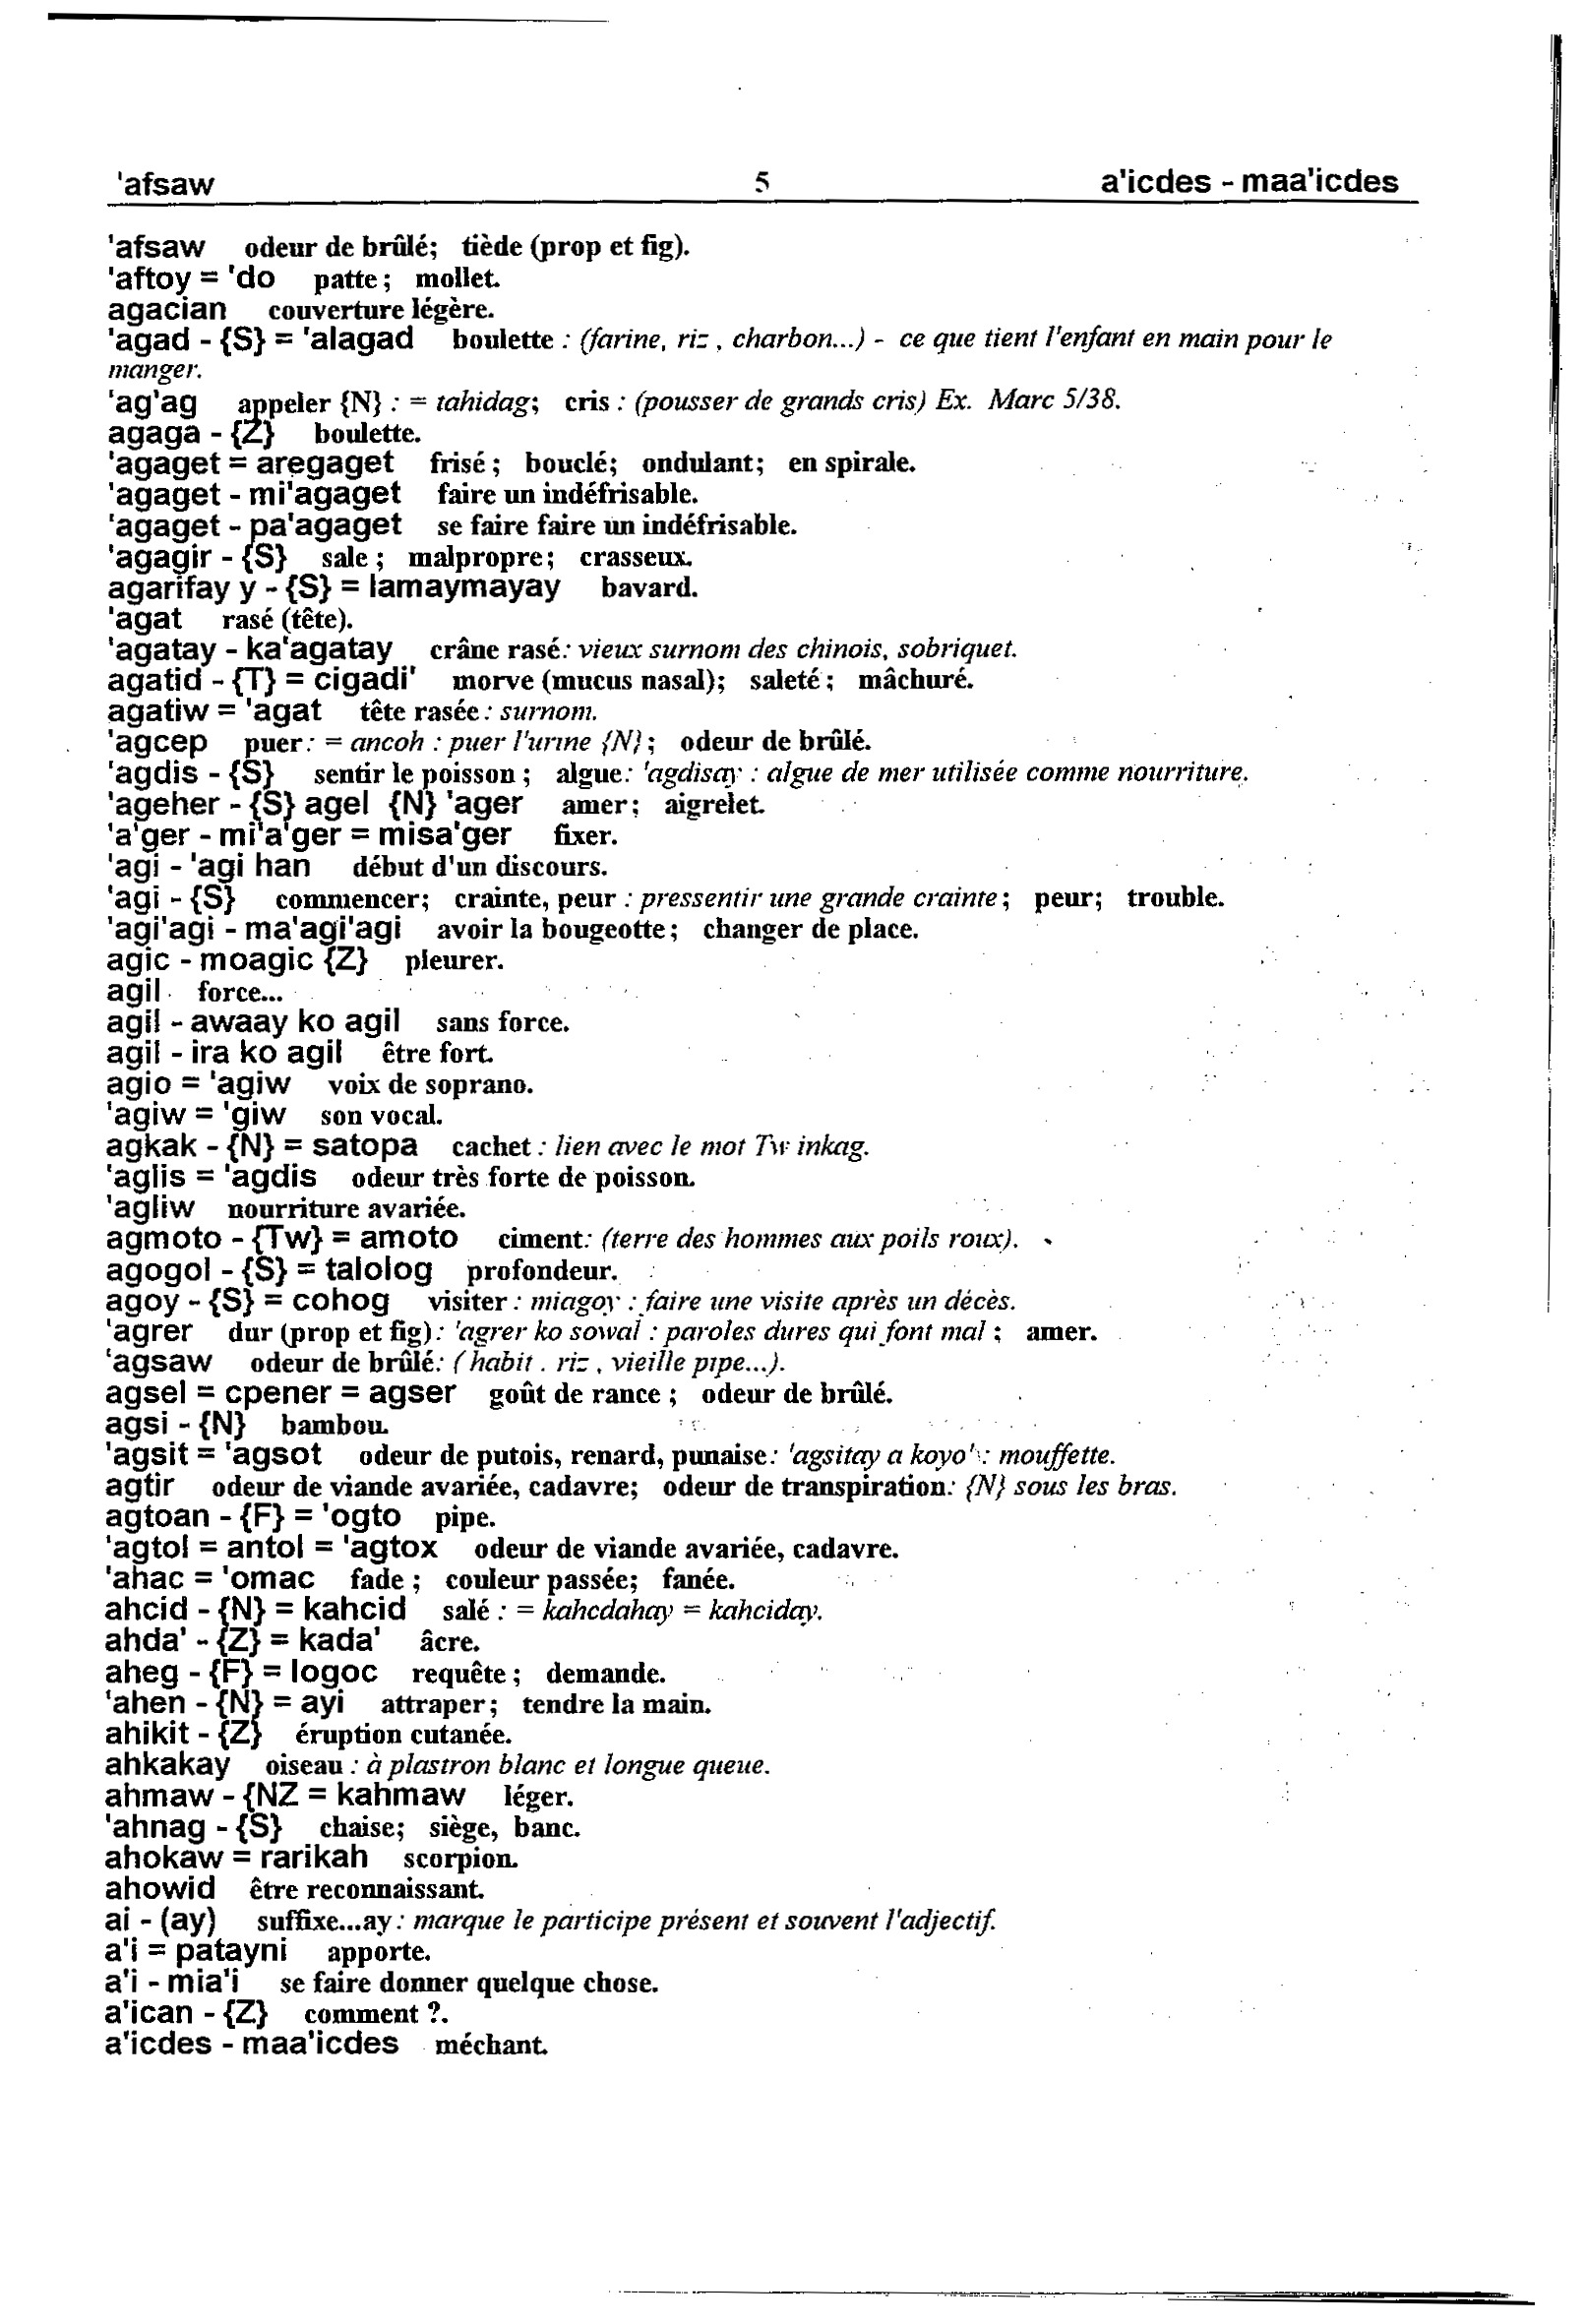 'afsaw 5 a'icdes - maa'icdes
'afsaw odeur de brûlé; tiède (prop et fig).
'aftoy = 'do patte ; mollet.
agacian couverture légère.
'agad - {S} = 'alagad boulette : (farine, riz , charbon...) - ce que tient l'enfant en main pour le
manger.
'ag'ag appeler {N} : = tahidag; cris : (pousser de grands cris) Ex. Marc 5/38.
agaga - {Z} boulette.
'agaget = aregaget frisé ; bouclé; ondulant; en spirale.
'agaget - mi'agaget faire un indéfrisable.
'agaget - pa'agaget se faire faire un indéfrisable.
'agagir - {S} sale ; malpropre; crasseux.
agarifay y - {S} = lamaymayay bavard.
'agat rasé (tête).
'agatay - ka'agatay crâne rasé: vieux surnom des chinois, sobriquet.
agatid - {T} = cigadi' morve (mucus nasal); saleté ; mâchuré.
agatiw = 'agat tête rasée : surnom.
'agcep puer: = ancoh : puer l'urine {N} ; odeur de brûlé.
'agdis - {S} sentir le poisson ; algue: 'agdisay : algue de mer utilisée comme nourriture.
'ageher - {S} agel {N} 'ager amer; aigrelet.
'a'ger - mi'a'ger = misa'ger fixer.
'agi - 'agi han début d'un discours.
'agi - {S} commencer; crainte, peur : pressentir une grande crainte ; peur; trouble.
'agi'agi - ma'agi'agi avoir la bougeotte ; changer de place.
agic - moagic {Z} pleurer.
agil force...
agil - awaay ko agil sans force.
agil - ira ko agil être fort.
agio = 'agiw voix de soprano.
'agiw = 'giw son vocal.
agkak - {N} = satopa cachet : lien avec le mot Tw inkag.
'aglis = 'agdis odeur très forte de poisson.
'agliw nourriture avariée.
agmoto - {Tw} = amoto ciment: (terre des hommes aux poils roux).
agogol - {S} = talolog profondeur.
agoy - {S} = cohog visiter : miagoy : faire une visite après un décès.
'agrer dur (prop et fig) : 'agrer ko sowal : paroles dures qui font mal ; amer.
'agsaw odeur de brûlé: ( habit . riz , vieille pipe...).
agsel = cpener = agser goût de rance ; odeur de brûlé.
agsi - {N} bambou.
'agsit = 'agsot odeur de putois, renard, punaise: 'agsitay a koyo' : mouffette.
agtir odeur de viande avariée, cadavre; odeur de transpiration: {N} sous les bras.
agtoan - {F} = 'ogto pipe.
'agtol = antol = 'agtox odeur de viande avariée, cadavre.
'ahac = 'omac fade ; couleur passée; fanée.
ahcid - {N} = kahcid salé : = kahcdahay = kahciday.
ahda' - {Z} = kada' âcre.
aheg - {F} = logoc requête ; demande.
'ahen - {N} = ayi attraper; tendre la main.
ahikit - {Z} éruption cutanée.
ahkakay oiseau : à plastron blanc et longue queue.
ahmaw - {NZ = kahmaw léger.
'ahnag - {S} chaise; siège, banc.
ahokaw = rarikah scorpion.
ahowid être reconnaissant.
ai - (ay) suffixe...ay : marque le participe présent et souvent l'adjectif.
a'i = patayni apporte.
a'i - mia'i se faire donner quelque chose.
a'ican - {Z} comment ?.
a'icdes - maa'icdes méchant.